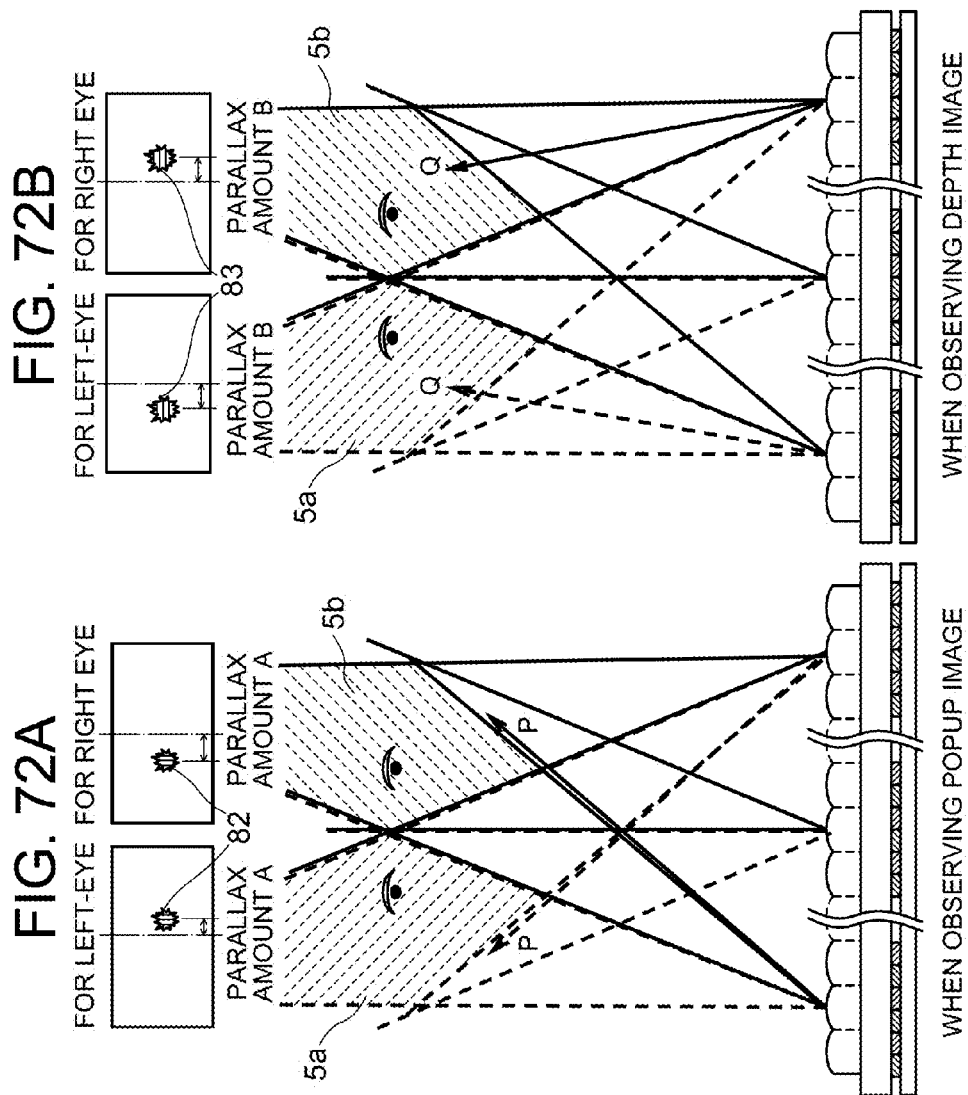 FIG. 72A
FOR LEFT-EYE
FOR RIGHT EYE
82
PARALLAX
AMOUNT A
PARALLAX
AMOUNT A
5a
5b
P
P
WHEN OBSERVING POPUP IMAGE
FIG. 72B
FOR LEFT-EYE
FOR RIGHT EYE
83
PARALLAX
AMOUNT B
PARALLAX
AMOUNT B
5a
5b
Q
Q
WHEN OBSERVING DEPTH IMAGE